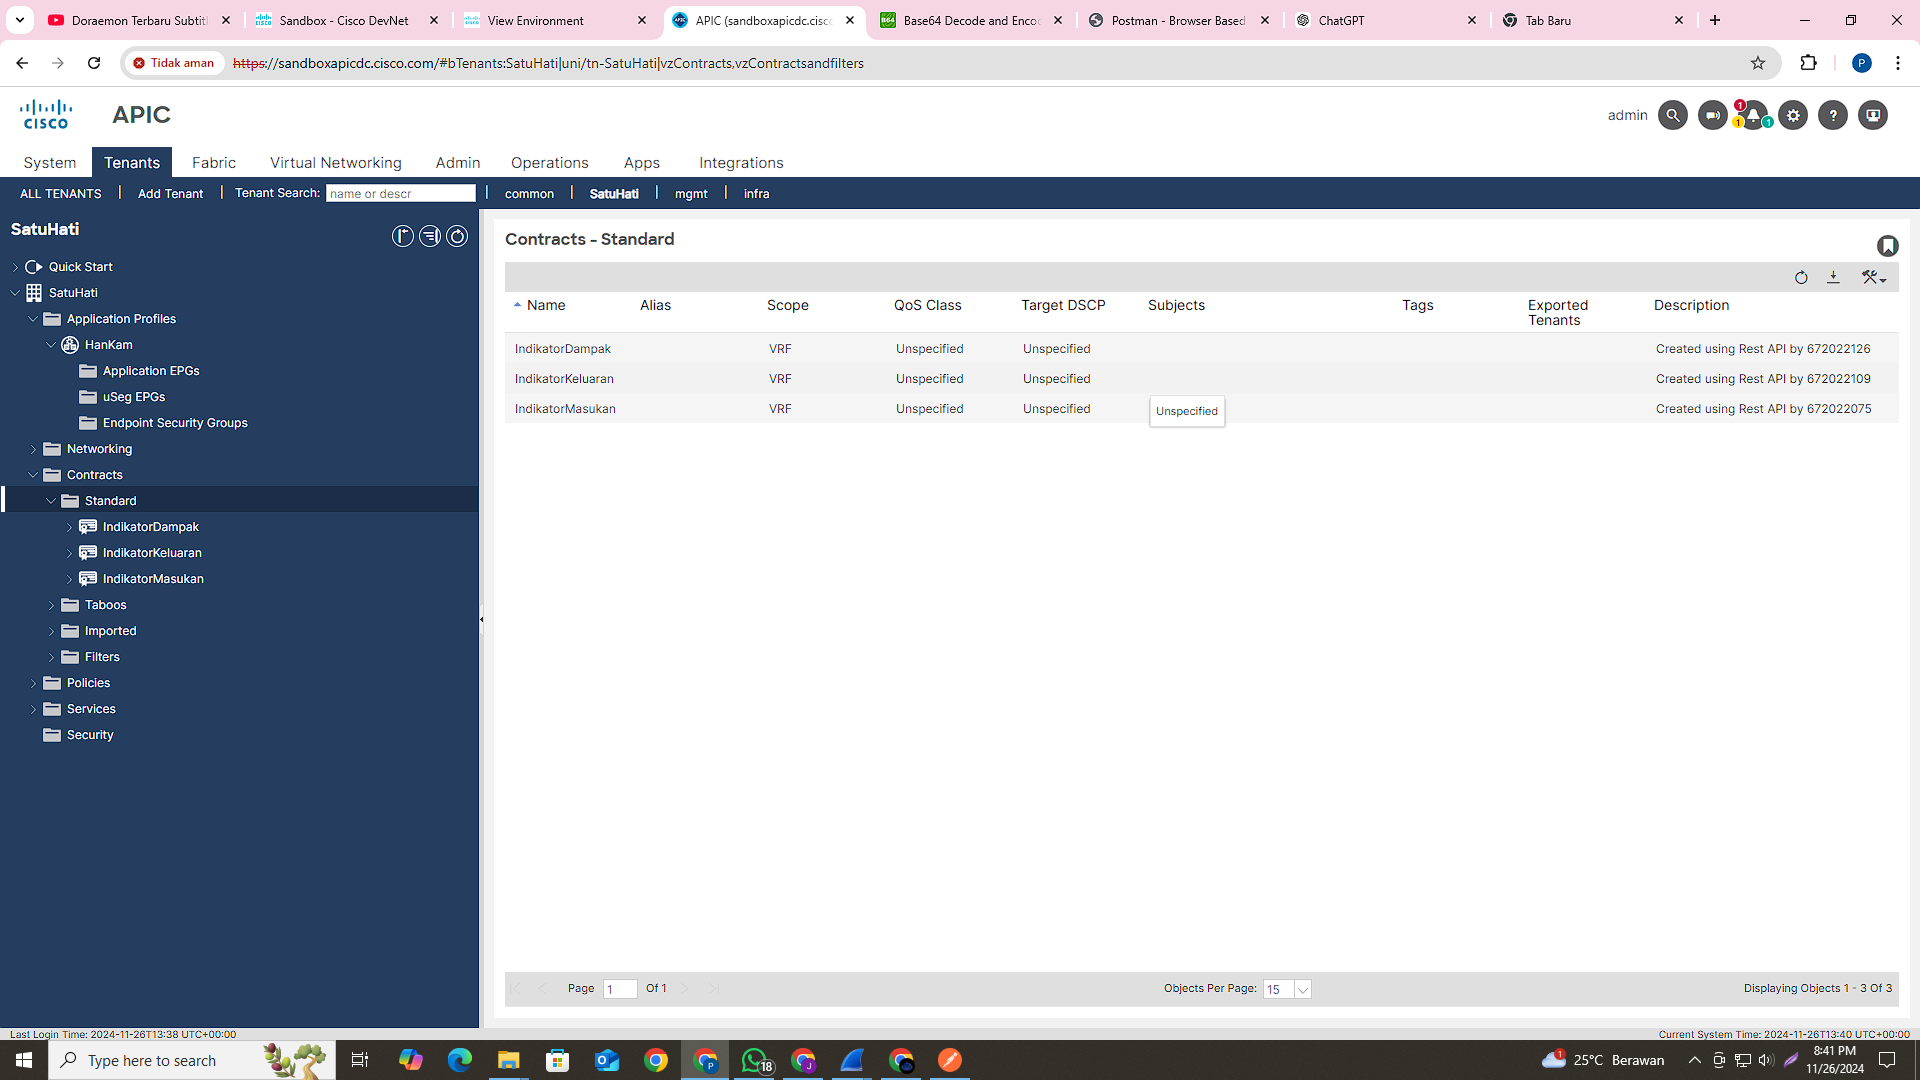 Doraemon Terbaru Subtit
Sandbox - Cisco DevNet
View Environment
APIC (sandboxapicdc.cisco
Base64 Decode and Enco
Postman - Browser Based
ChatGPT
Tab Baru
Tidak aman
https://sandboxapicdc.cisco.com/#bTenants:SatuHati|uni/tn-SatuHati|vzContracts,vzContractsandfilters
P
CISCO
APIC
admin
1
1
1
?
System
Tenants
Fabric
Virtual Networking
Admin
Operations
Apps
Integrations
ALL TENANTS | Add Tenant | Tenant Search: name or descr | common | SatuHati | mgmt | infra
SatuHati
Quick Start
SatuHati
Application Profiles
HanKam
Application EPGs
uSeg EPGs
Endpoint Security Groups
Networking
Contracts
Standard
IndikatorDampak
IndikatorKeluaran
IndikatorMasukan
Taboos
Imported
Filters
Policies
Services
Security
Contracts - Standard
Name Alias Scope QoS Class Target DSCP Subjects Tags Exported Tenants Description
IndikatorDampak VRF Unspecified Unspecified Created using Rest API by 672022126
IndikatorKeluaran VRF Unspecified Unspecified Created using Rest API by 672022109
IndikatorMasukan VRF Unspecified Unspecified Created using Rest API by 672022075
Unspecified
Page 1 Of 1
Objects Per Page: 15
Displaying Objects 1 - 3 Of 3
Last Login Time: 2024-11-26T13:38 UTC+00:00
Current System Time: 2024-11-26T13:40 UTC+00:00
Type here to search
P
18
J
1
25°C Berawan
8:41 PM
11/26/2024